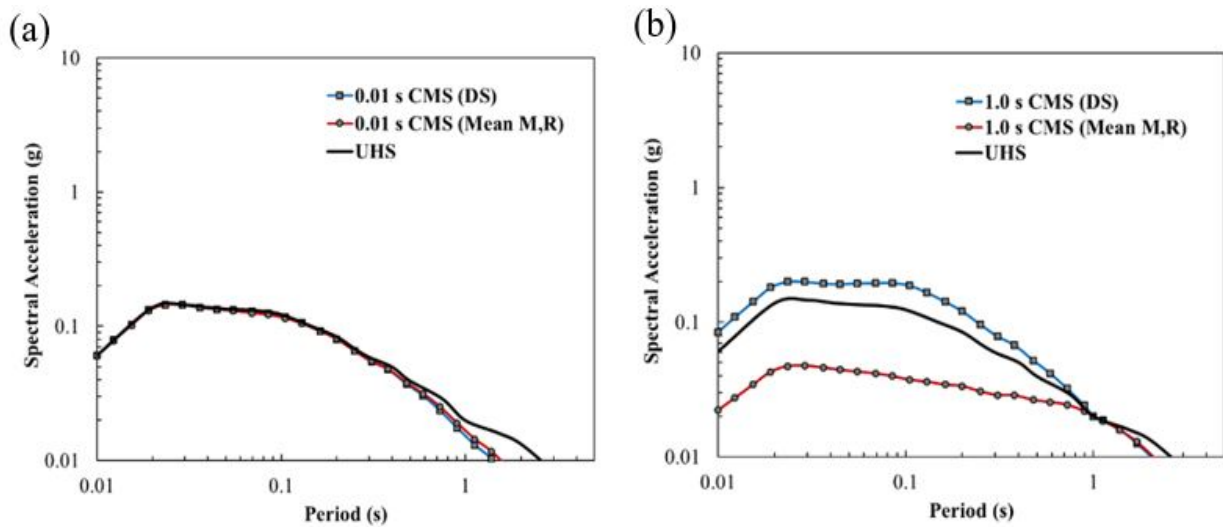 (a)
10
1
0.1
0.01
Spectral Acceleration (g)
0.01 s CMS (DS)
0.01 s CMS (Mean M,R)
UHS
0.01
0.1
1
Period (s)
(b)
10
1
0.1
0.01
Spectral Acceleration (g)
1.0 s CMS (DS)
1.0 s CMS (Mean M,R)
UHS
0.01
0.1
1
Period (s)